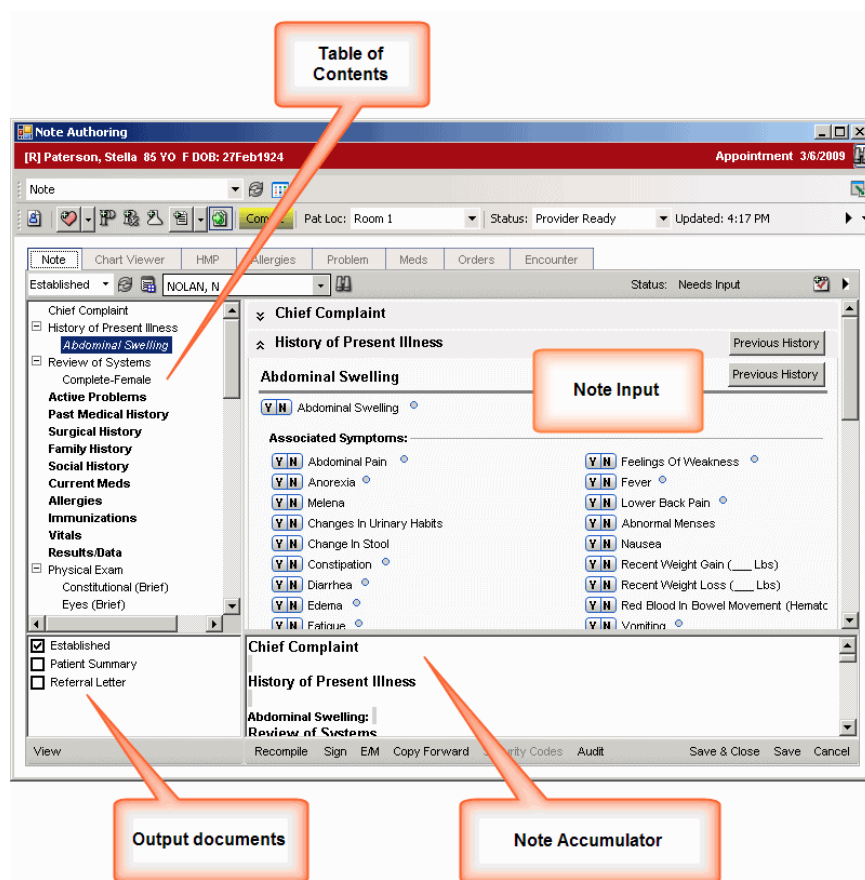 Table of
Contents
Note Authoring
[R] Paterson, Stella 85 YO F DOB: 27Feb1924 Appointment 3/6/2009
Note
Pat Loc: Room 1 Status: Provider Ready Updated: 4:17 PM
Note Chart Viewer HMP Allergies Problem Meds Orders Encounter
Established NOLAN, N Status: Needs Input
Chief Complaint
History of Present Illness
Abdominal Swelling
Review of Systems
Complete-Female
Active Problems
Past Medical History
Surgical History
Family History
Social History
Current Meds
Allergies
Immunizations
Vitals
Results/Data
Physical Exam
Constitutional (Brief)
Eyes (Brief)
Chief Complaint
History of Present Illness Previous History
Abdominal Swelling Previous History
Note Input
Y N Abdominal Swelling
Associated Symptoms:
Y N Abdominal Pain
Y N Anorexia
Y N Melena
Y N Changes In Urinary Habits
Y N Change In Stool
Y N Constipation
Y N Diarrhea
Y N Edema
Y N Fatigue
Y N Feelings Of Weakness
Y N Fever
Y N Lower Back Pain
Y N Abnormal Menses
Y N Nausea
Y N Recent Weight Gain (___ Lbs)
Y N Recent Weight Loss (___ Lbs)
Y N Red Blood In Bowel Movement (Hematc
Y N Vomiting
Established
Patient Summary
Referral Letter
Chief Complaint
History of Present Illness
Abdominal Swelling:
Review of Systems
View Recompile Sign E/M Copy Forward Codes Audit Save & Close Save Cancel
Output documents
Note Accumulator